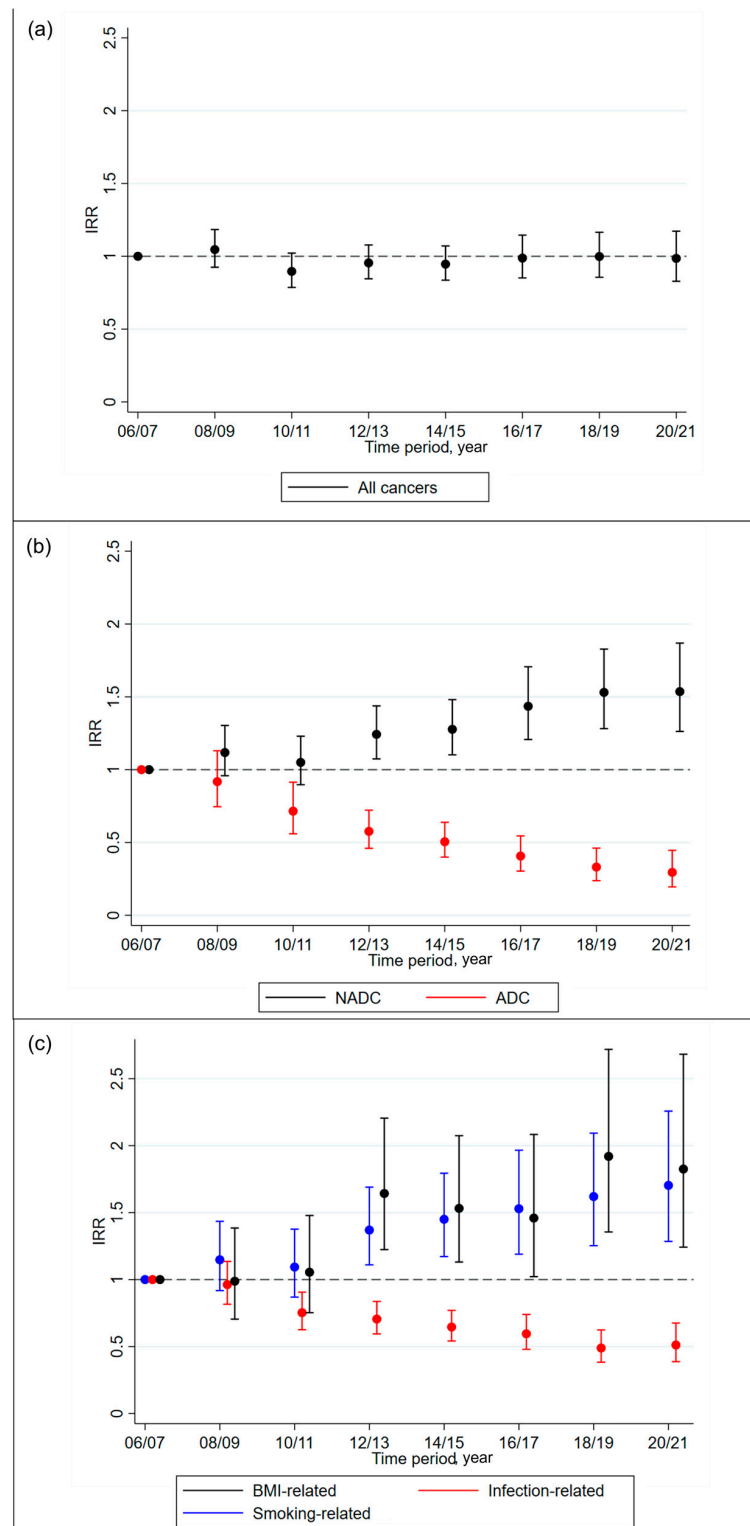 (a)
2.5
2
1.5
1
0.5
0
IRR
06/07 08/09 10/11 12/13 14/15 16/17 18/19 20/21
Time period, year
All cancers
(b)
2.5
2
1.5
1
0.5
0
IRR
06/07 08/09 10/11 12/13 14/15 16/17 18/19 20/21
Time period, year
NADC ADC
(c)
2.5
2
1.5
1
0.5
0
IRR
06/07 08/09 10/11 12/13 14/15 16/17 18/19 20/21
Time period, year
BMI-related Infection-related
Smoking-related